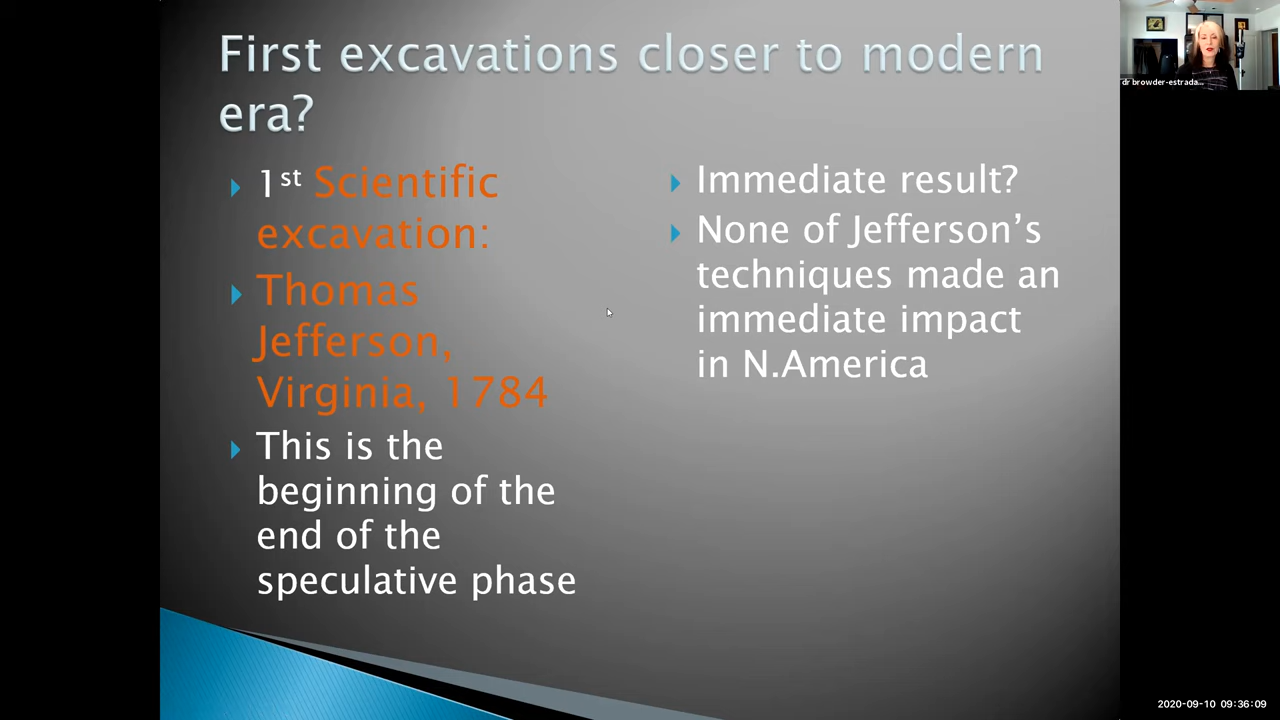 First excavations closer to modern
era?
1st Scientific
excavation:
Thomas
Jefferson,
Virginia, 1784
This is the
beginning of the
end of the
speculative phase
Immediate result?
None of Jefferson's
techniques made an
immediate impact
in N.America
dr browder-estrada...
2020-09-10 09:36:09